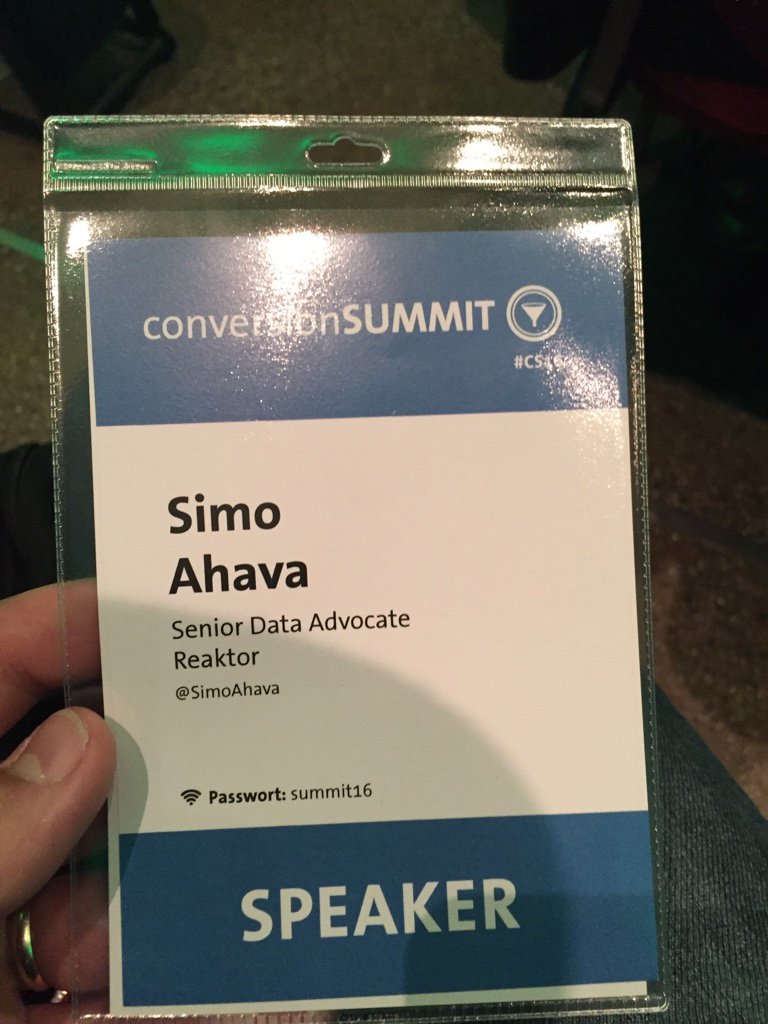 conversionSUMMIT
Simo
Ahava
Senior Data Advocate
Reaktor
@SimoAhava
Passwort: summit16
SPEAKER